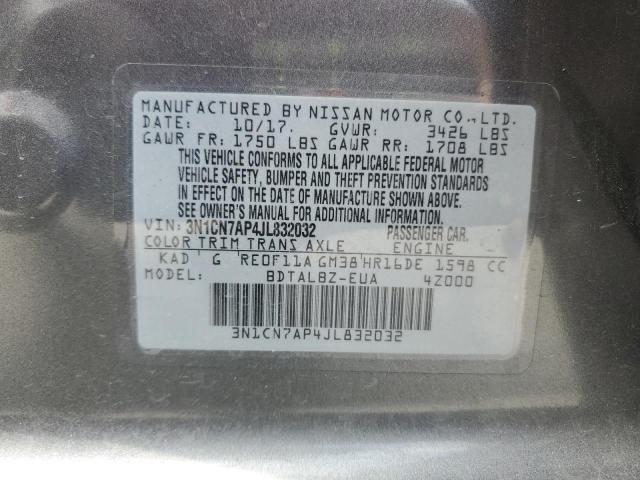 MANUFACTURED BY NISSAN MOTOR CO., LTD.
DATE: 10/17. GVWR: 3426 LBS
GAWR FR: 1750 LBS GAWR RR: 1708 LBS
THIS VEHICLE CONFORMS TO ALL APPLICABLE FEDERAL MOTOR
VEHICLE SAFETY, BUMPER AND THEFT PREVENTION STANDARDS
IN EFFECT ON THE DATE OF MANUFACTURE SHOWN ABOVE.
SEE OWNER'S MANUAL FOR ADDITIONAL INFORMATION.
VIN: 3N1CN7AP4JL832032 PASSENGER CAR.
COLOR TRIM TRANS AXLE ENGINE
KAD G RE0F11A GM38 HR16DE 1598 CC
MODEL: BDTALBZ-EUA 4Z000
3N1CN7AP4JL832032